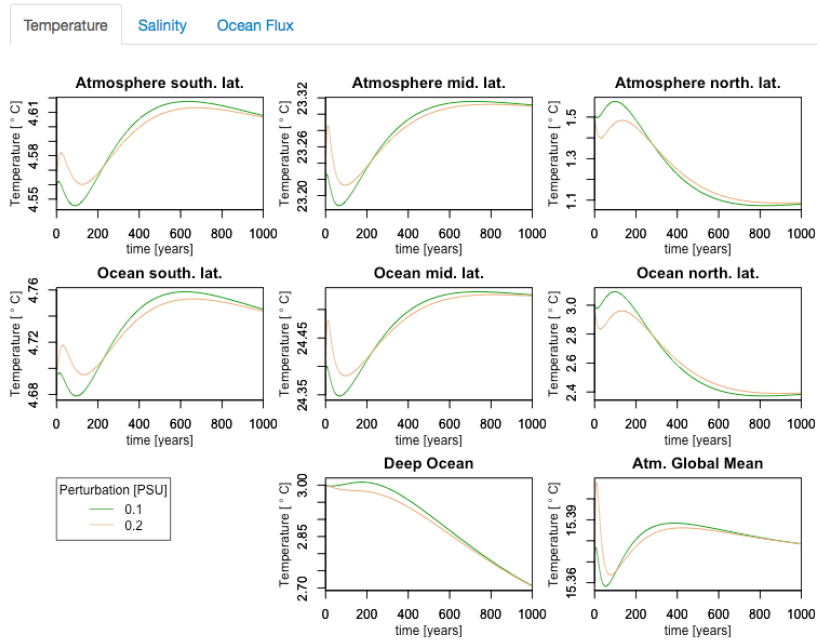 Temperature Salinity Ocean Flux
Atmosphere south. lat. Atmosphere mid. lat. Atmosphere north. lat.
Temperature [ ° C] 4.55 4.58 4.61
Temperature [ ° C] 23.20 23.26 23.32
Temperature [ ° C] 1.1 1.3 1.5
0 200 400 600 800 1000 0 200 400 600 800 1000 0 200 400 600 800 1000
time [years] time [years] time [years]
Ocean south. lat. Ocean mid. lat. Ocean north. lat.
Temperature [ ° C] 4.68 4.72 4.76
Temperature [ ° C] 24.35 24.45
Temperature [ ° C] 2.4 2.6 2.8 3.0
0 200 400 600 800 1000 0 200 400 600 800 1000 0 200 400 600 800 1000
time [years] time [years] time [years]
Perturbation [PSU]
0.1
0.2
Deep Ocean Atm. Global Mean
Temperature [ ° C] 2.70 2.85 3.00
Temperature [ ° C] 15.36 15.39
0 200 400 600 800 1000 0 200 400 600 800 1000
time [years] time [years]